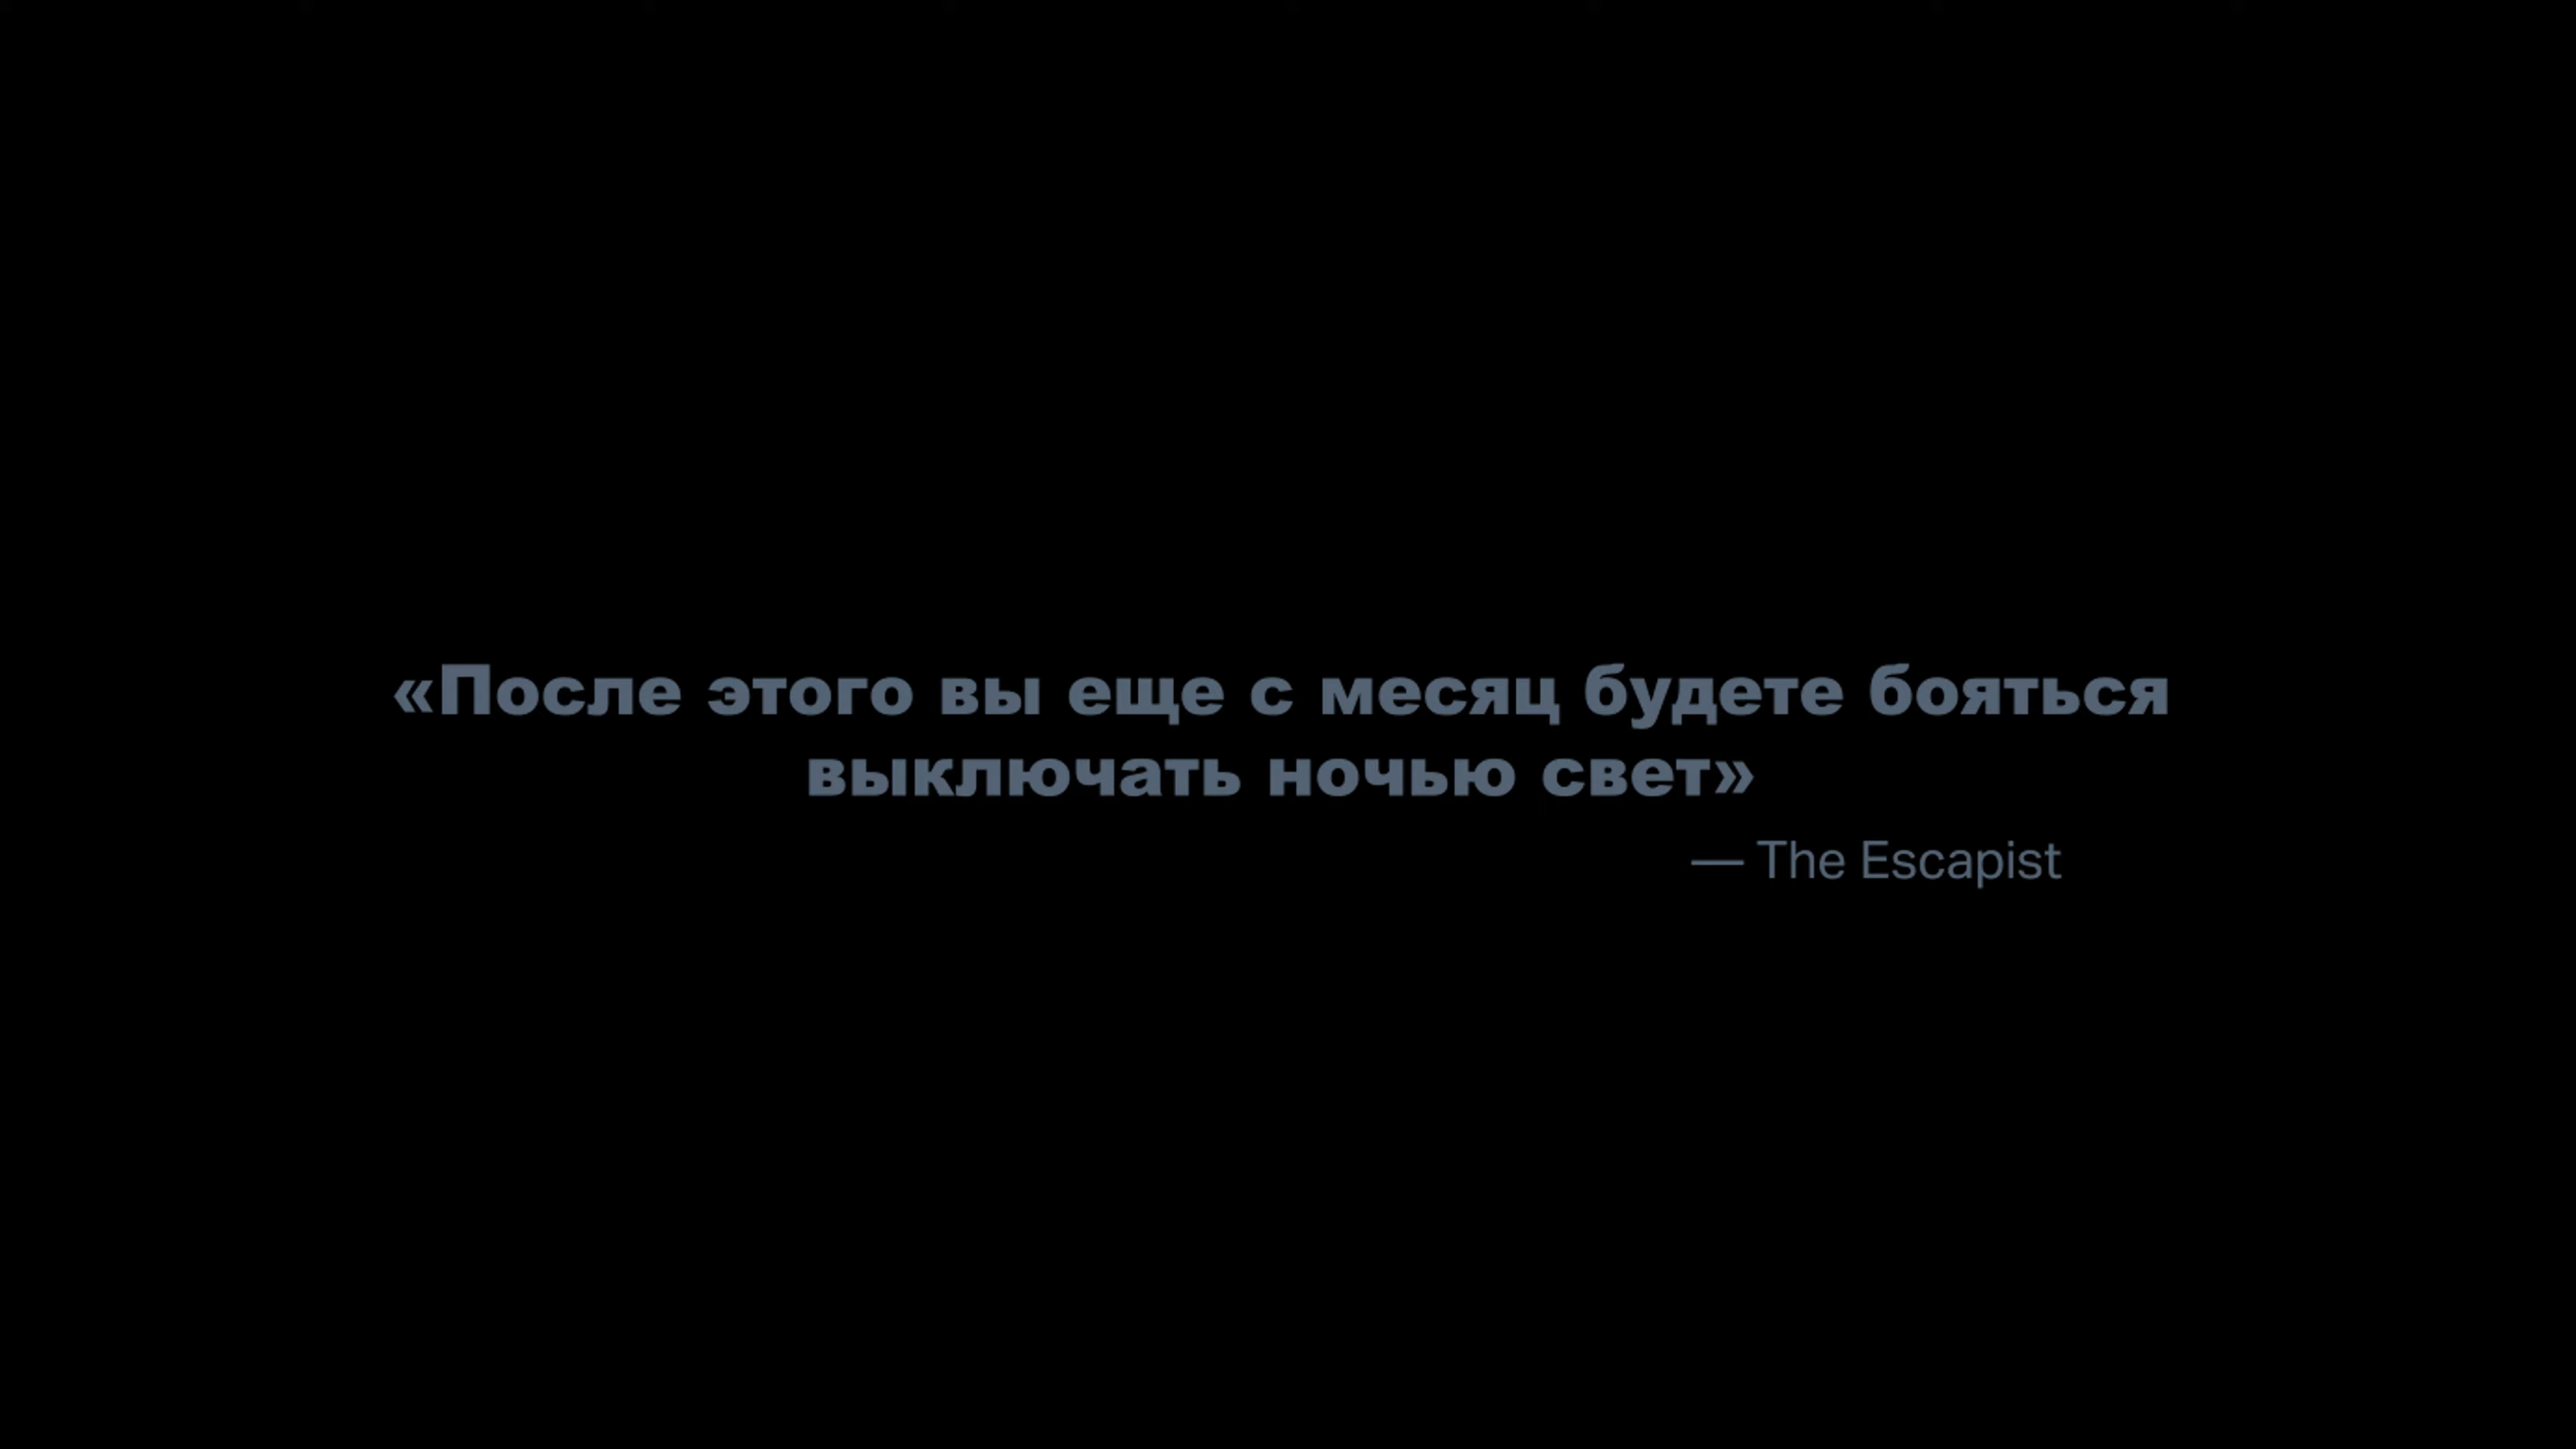 «После этого вы еще с месяц будете бояться
выключать ночью свет»
— The Escapist